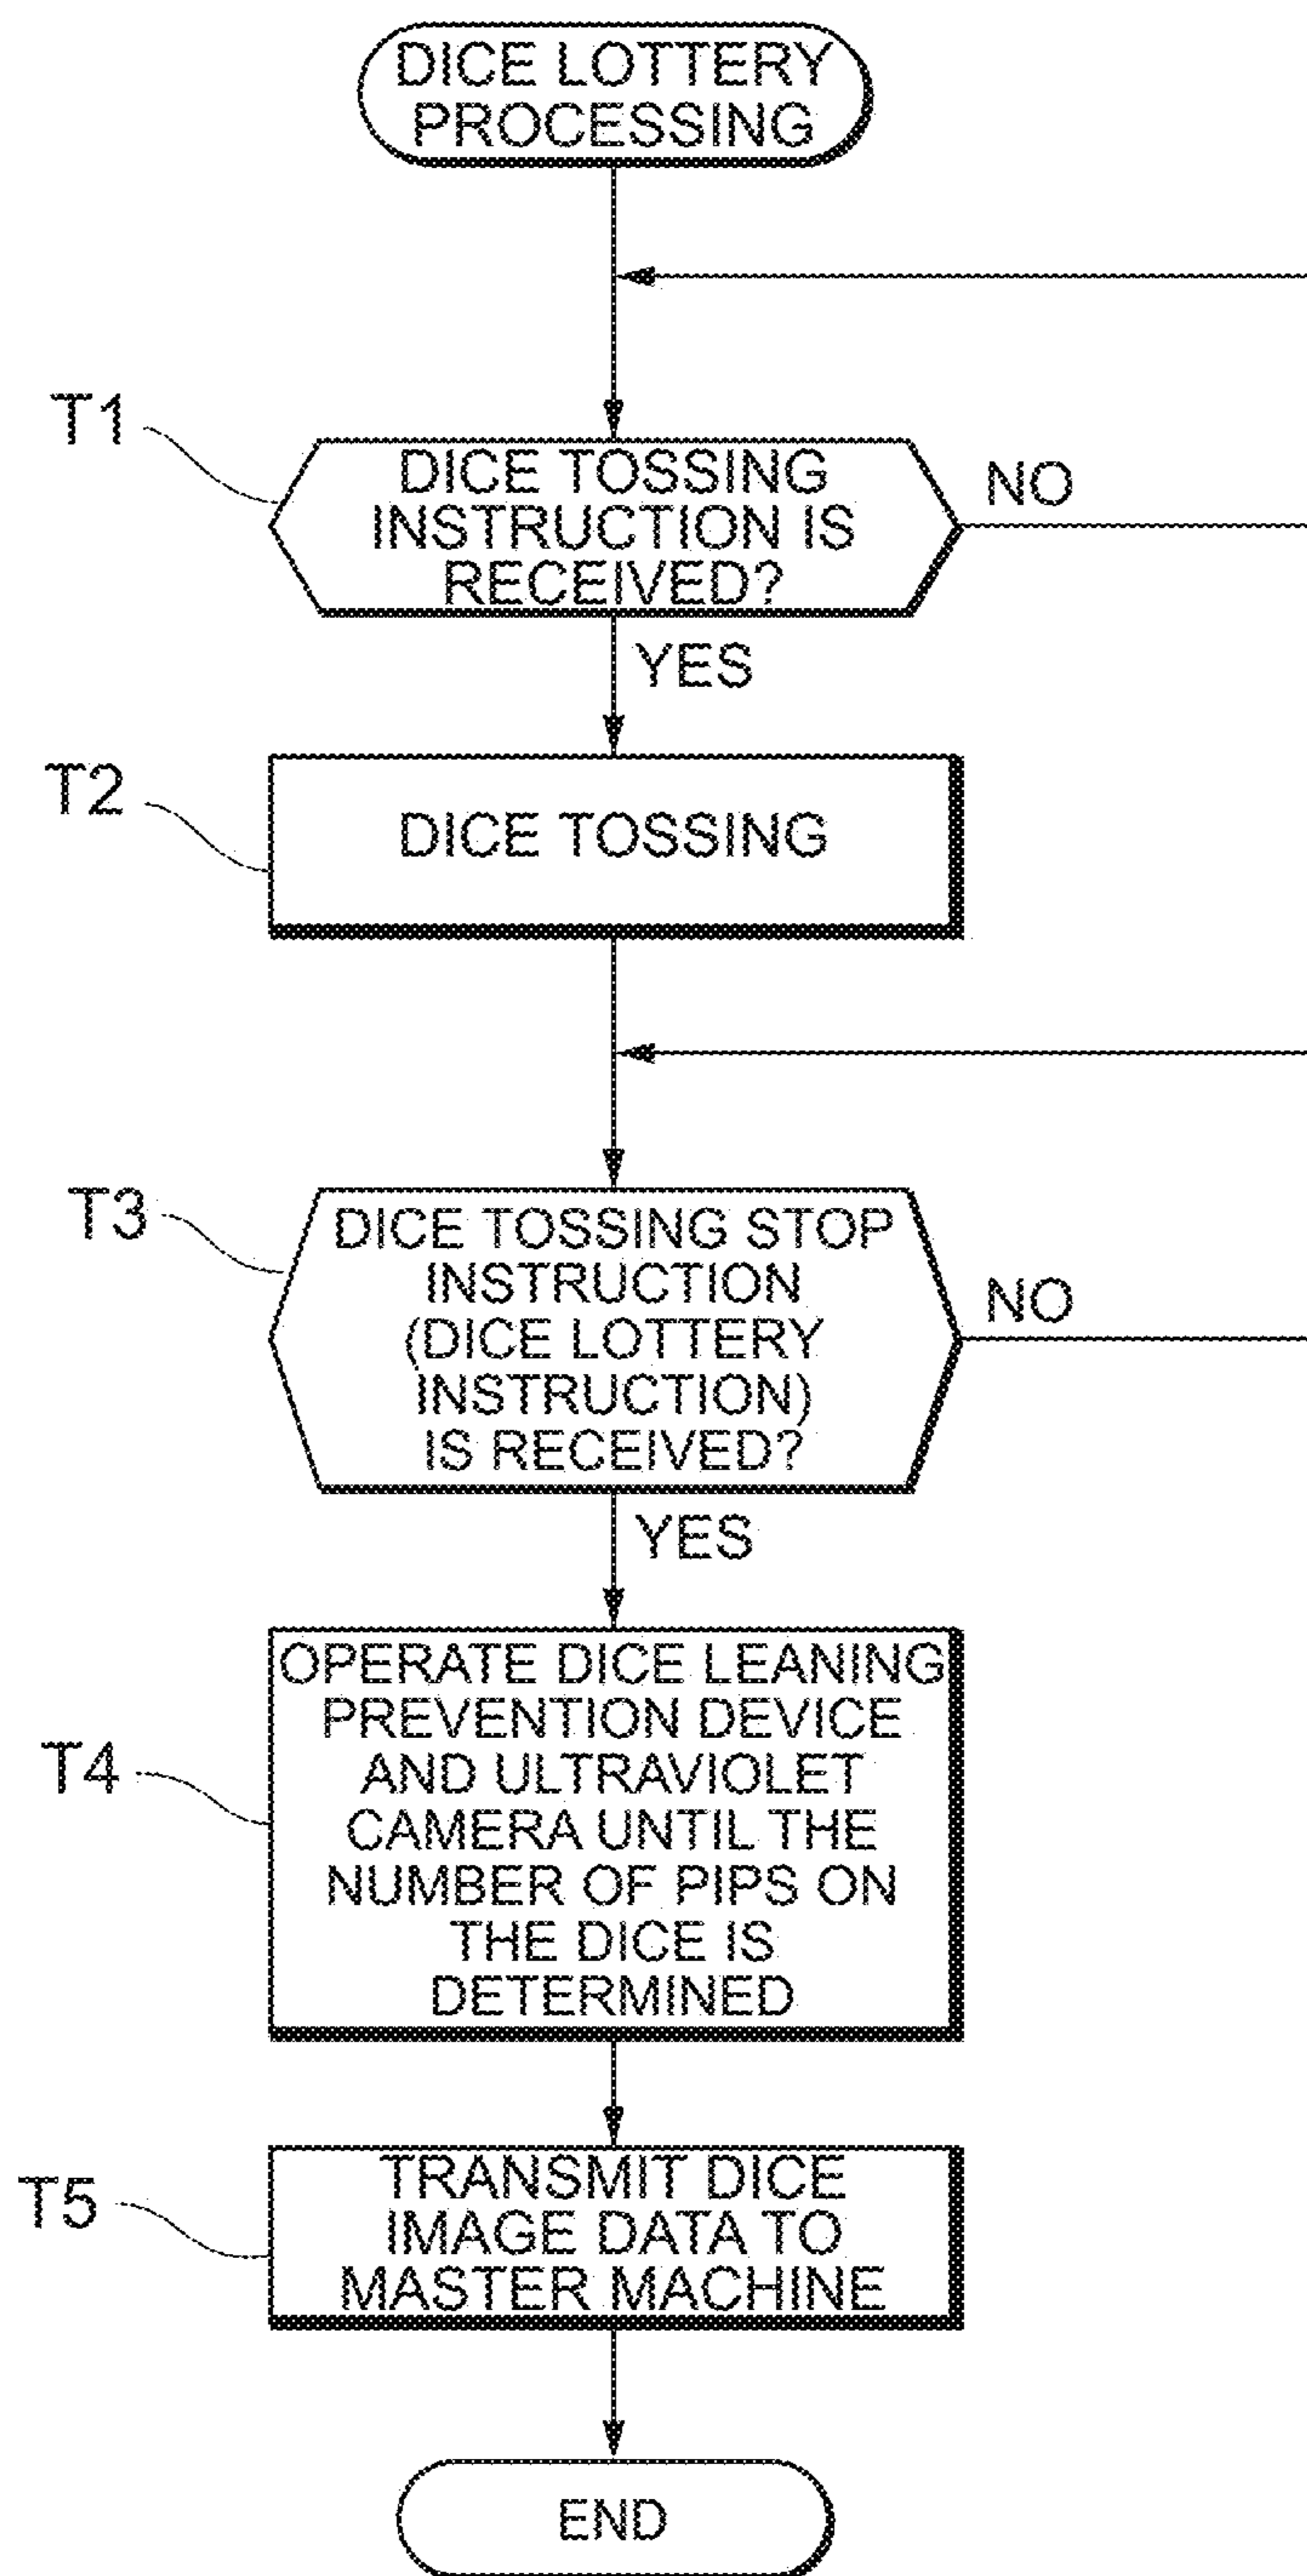 DICE LOTTERY
PROCESSING
T1
DICE TOSSING
INSTRUCTION IS
RECEIVED?
NO
YES
T2
DICE TOSSING
T3
DICE TOSSING STOP
INSTRUCTION
(DICE LOTTERY
INSTRUCTION)
IS RECEIVED?
NO
YES
T4
OPERATE DICE LEANING
PREVENTION DEVICE
AND ULTRAVIOLET
CAMERA UNTIL THE
NUMBER OF PIPS ON
THE DICE IS
DETERMINED
T5
TRANSMIT DICE
IMAGE DATA TO
MASTER MACHINE
END